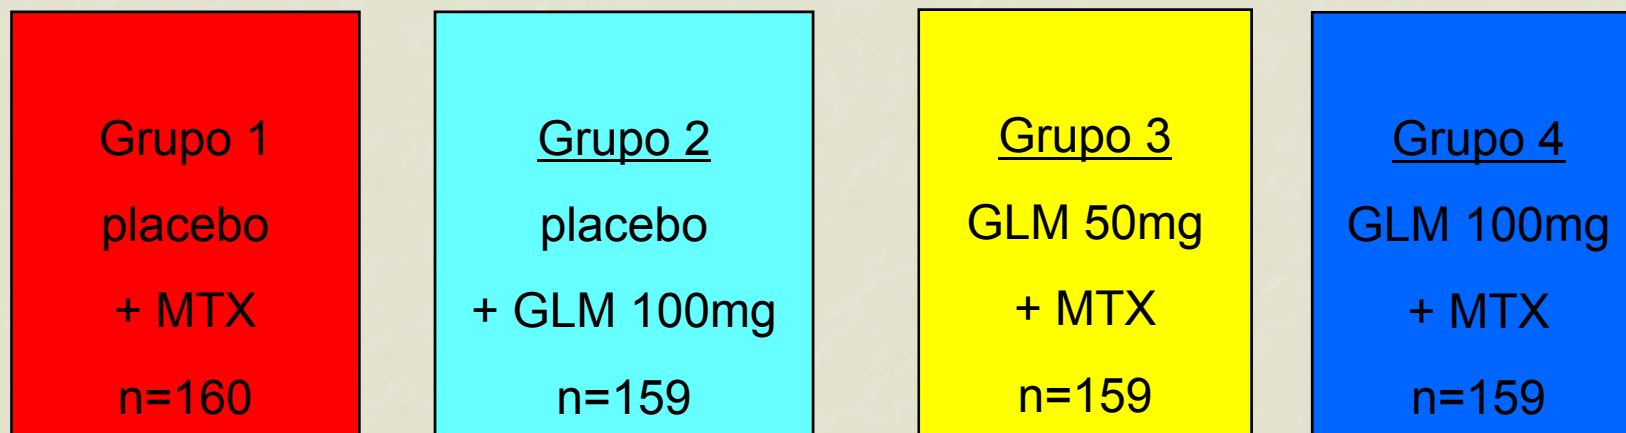 Grupo 1
placebo
+ MTX
n=160
Grupo 2
placebo
+ GLM 100mg
n=159
Grupo 3
GLM 50mg
+ MTX
n=159
Grupo 4
GLM 100mg
+ MTX
n=159